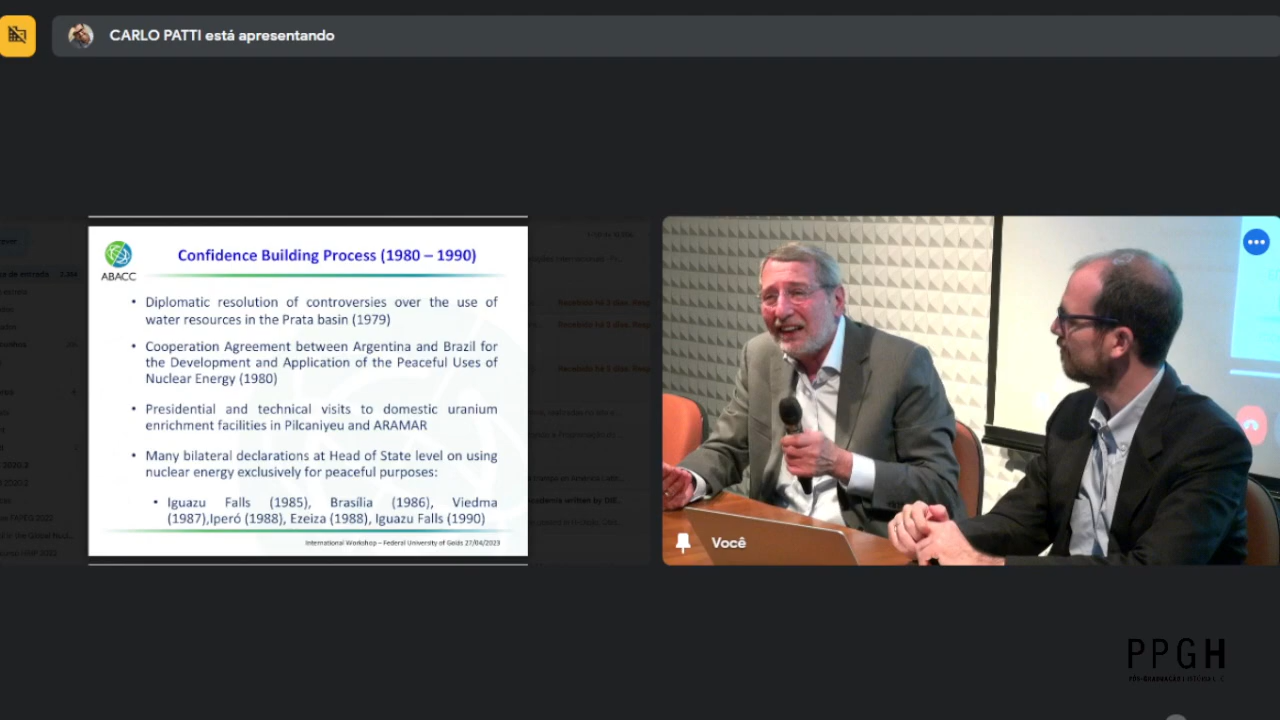 CARLO PATTI está apresentando
ABACC
Confidence Building Process (1980 – 1990)
• Diplomatic resolution of controversies over the use of
water resources in the Prata basin (1979)
• Cooperation Agreement between Argentina and Brazil for
the Development and Application of the Peaceful Uses of
Nuclear Energy (1980)
• Presidential and technical visits to domestic uranium
enrichment facilities in Pilcaniyeu and ARAMAR
• Many bilateral declarations at Head of State level on using
nuclear energy exclusively for peaceful purposes:
• Iguazu Falls (1985), Brasília (1986), Viedma
(1987),Iperó (1988), Ezeiza (1988), Iguazu Falls (1990)
International Workshop – Federal University of Goiás 27/04/2023
Você
PPGH